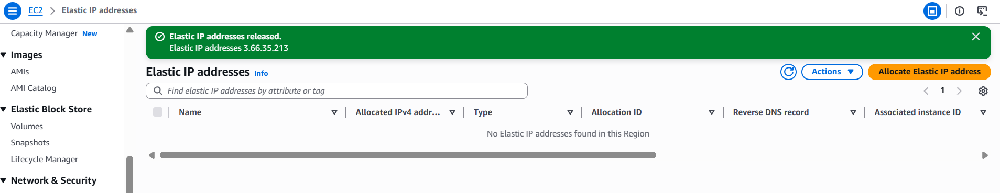 EC2 > Elastic IP addresses
Capacity Manager New
Images
AMIs
AMI Catalog
Elastic Block Store
Volumes
Snapshots
Lifecycle Manager
Network & Security
Elastic IP addresses released.
Elastic IP addresses 3.66.35.213
Elastic IP addresses Info
Actions
Allocate Elastic IP address
Find elastic IP addresses by attribute or tag
1
Name
Allocated IPv4 addr...
Type
Allocation ID
Reverse DNS record
Associated instance ID
No Elastic IP addresses found in this Region